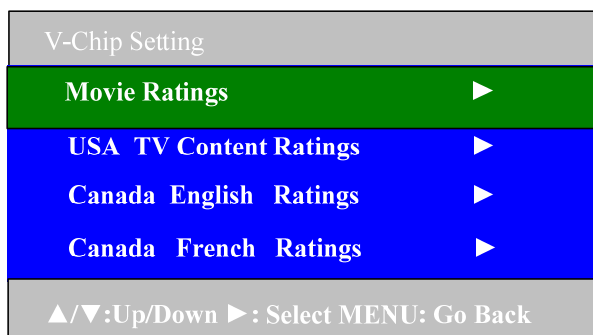 V-Chip Setting
Movie Ratings ►
USA TV Content Ratings ►
Canada English Ratings ►
Canada French Ratings ►
▲/▼:Up/Down ►: Select MENU: Go Back